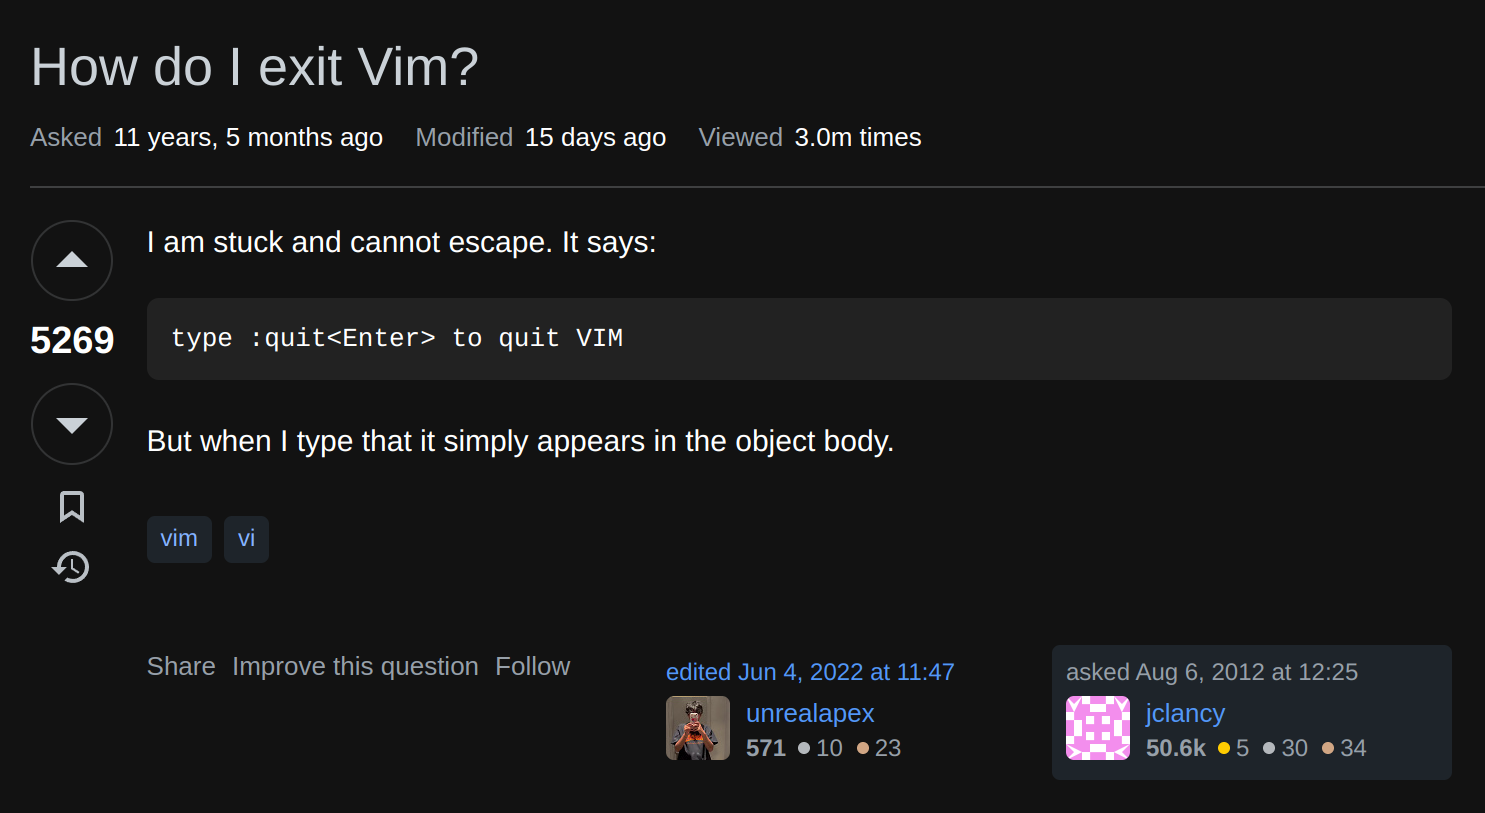 How do I exit Vim?
Asked 11 years, 5 months ago Modified 15 days ago Viewed 3.0m times
I am stuck and cannot escape. It says:
5269
type :quit<Enter> to quit VIM
But when I type that it simply appears in the object body.
vim vi
Share Improve this question Follow
edited Jun 4, 2022 at 11:47
unrealapex
571 10 23
asked Aug 6, 2012 at 12:25
jclancy
50.6k 5 30 34